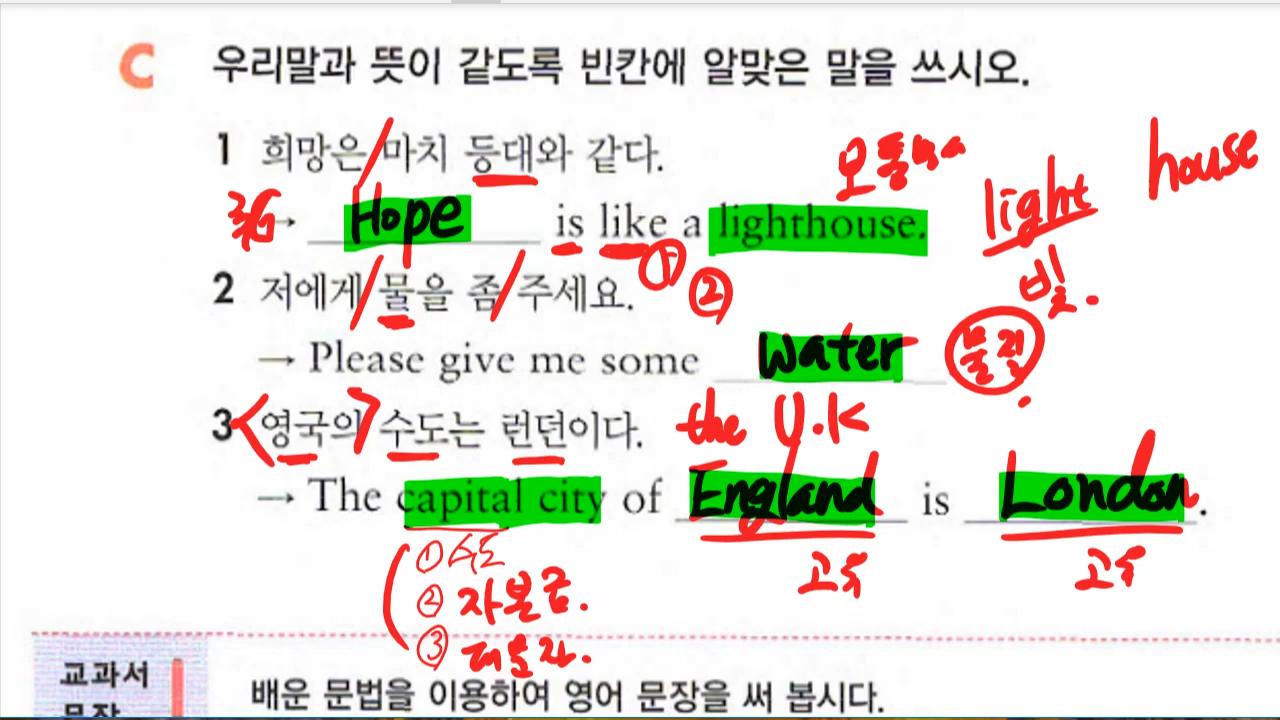 C 우리말과 뜻이 같도록 빈칸에 알맞은 말을 쓰시오.
1 희망은 마치 등대와 같다.
light house
→ Hope is like a lighthouse.
① ②
빛.
2 저에게 물을 좀 주세요.
→ Please give me some water 물질
3 영국의 수도는 런던이다.
the U.K
→ The capital city of England is London.
① 수도
② 자본금.
③ 대문자.
고유 고유
교과서
문장
배운 문법을 이용하여 영어 문장을 써 봅시다.